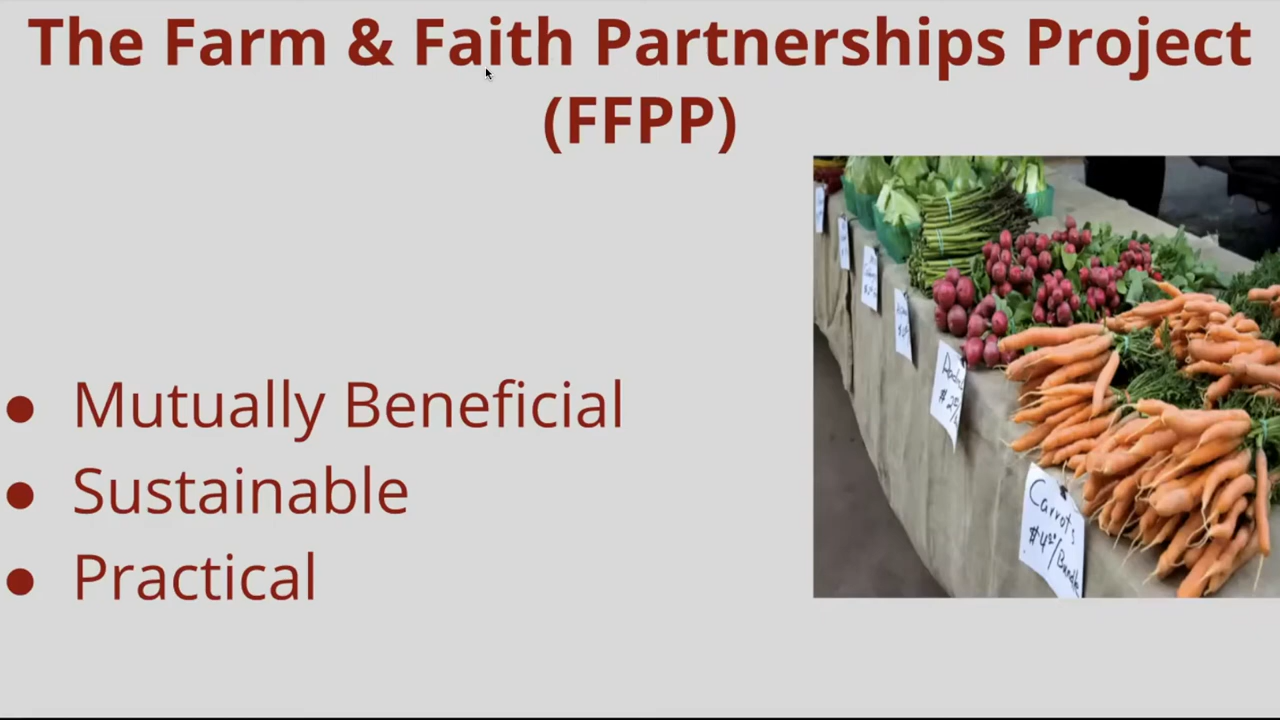 The Farm & Faith Partnerships Project
(FFPP)
● Mutually Beneficial
● Sustainable
● Practical
Carrots